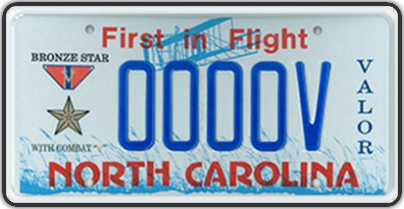 First in Flight
BRONZE STAR
V
0000V
VALOR
WITH COMBAT "V"
NORTH CAROLINA